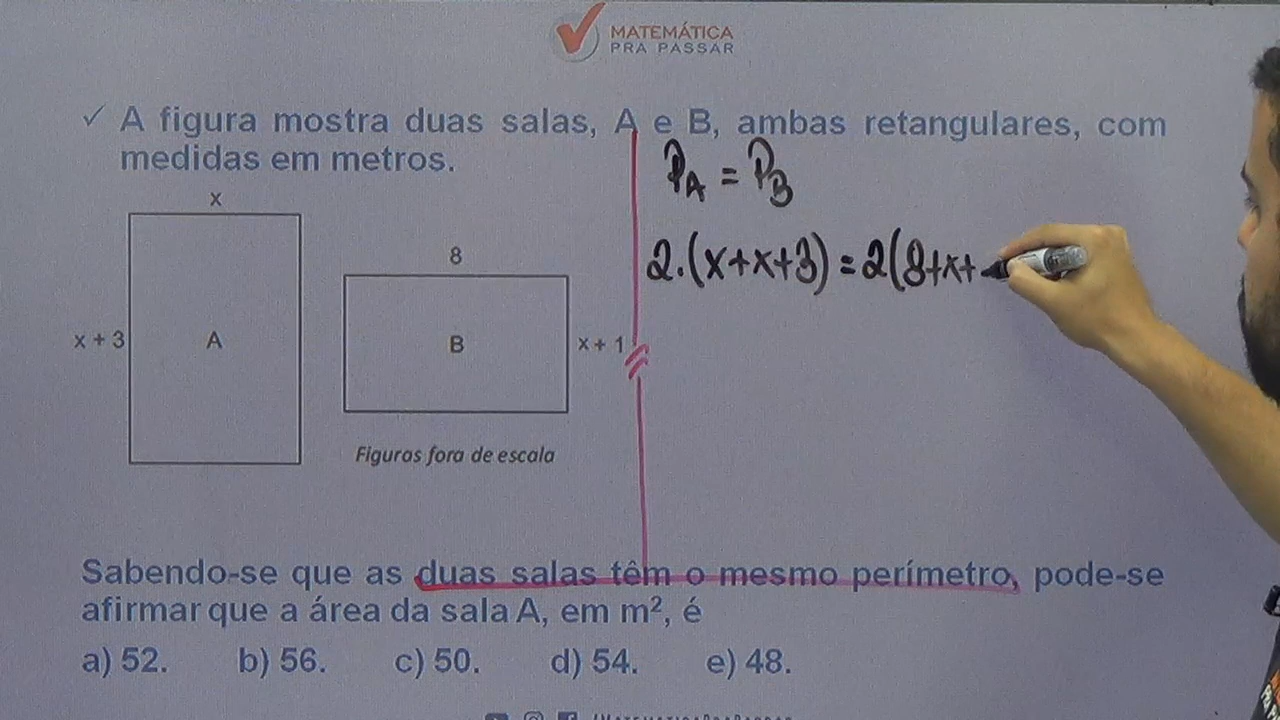 MATEMÁTICA
PRA PASSAR
✓ A figura mostra duas salas, A e B, ambas retangulares, com
medidas em metros.
P_A = P_B
x
2.(x+x+3) = 2(8+x+
8
x + 3
A
B
x + 1
Figuras fora de escala
Sabendo-se que as duas salas têm o mesmo perímetro, pode-se
afirmar que a área da sala A, em m², é
a) 52. b) 56. c) 50. d) 54. e) 48.